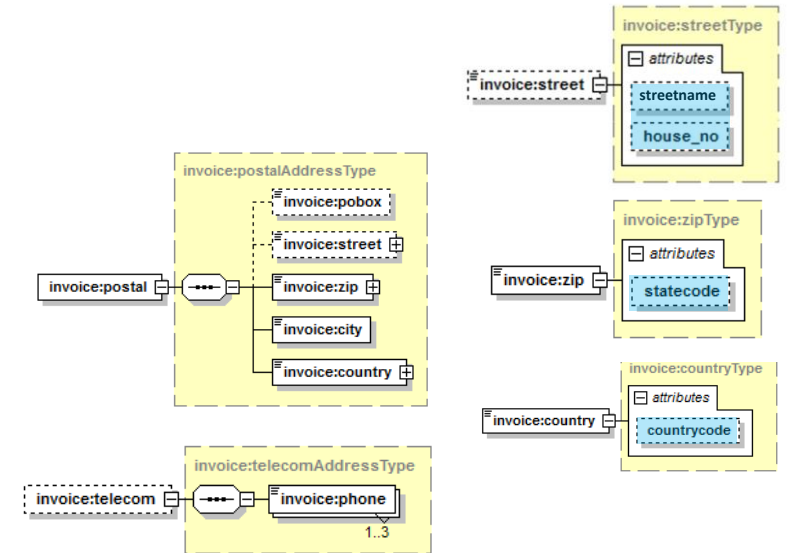 invoice:postalAddressType
invoice:pobox
invoice:street
invoice:postal
invoice:zip
invoice:city
invoice:country
invoice:telecomAddressType
invoice:telecom
invoice:phone
1..3
invoice:streetType
attributes
invoice:street
streetname
house_no
invoice:zipType
attributes
invoice:zip
statecode
invoice:countryType
attributes
invoice:country
countrycode